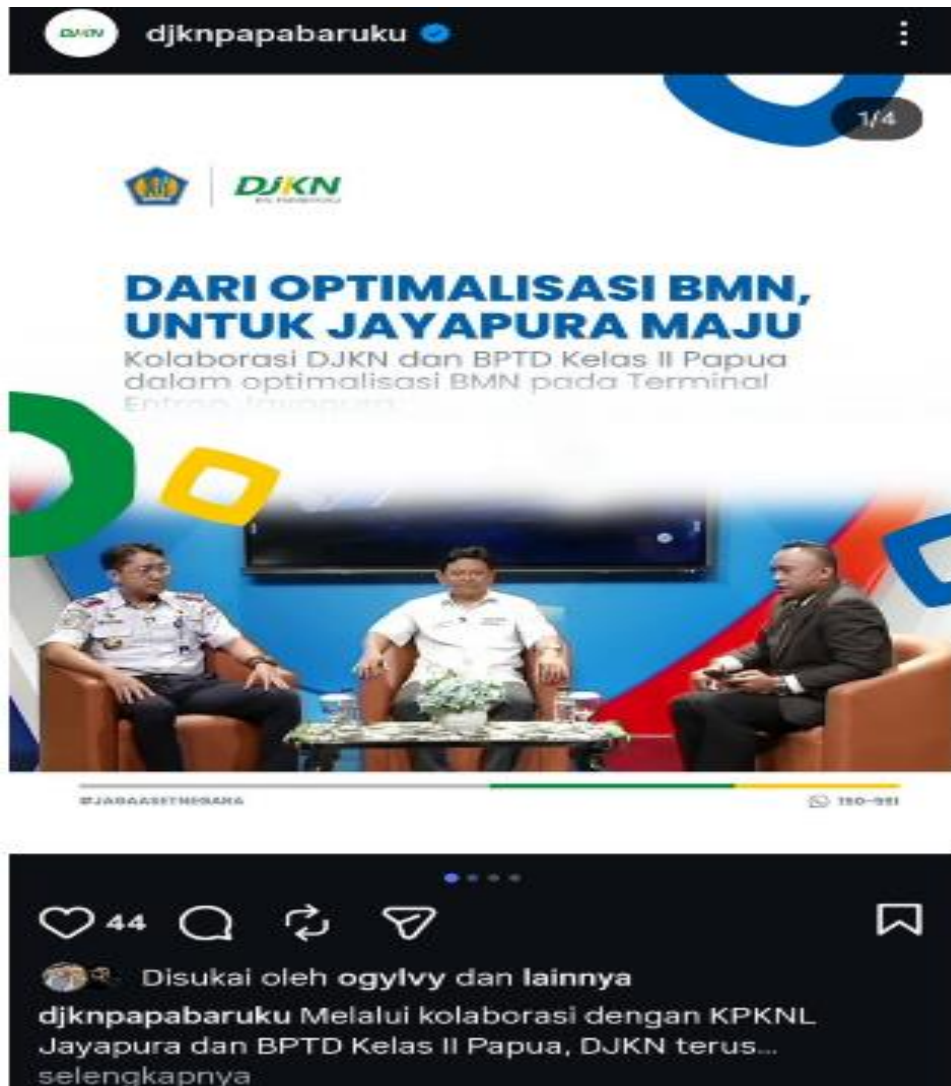 djknpapabaruku
1/4
DJKN
DARI OPTIMALISASI BMN,
UNTUK JAYAPURA MAJU
Kolaborasi DJKN dan BPTD Kelas II Papua
dalam optimalisasi BMN pada Terminal
Entrop Jayapura
#JAGAASETNEGARA
150-991
44
Disukai oleh ogylvy dan lainnya
djknpapabaruku Melalui kolaborasi dengan KPKNL
Jayapura dan BPTD Kelas II Papua, DJKN terus...
selengkapnya